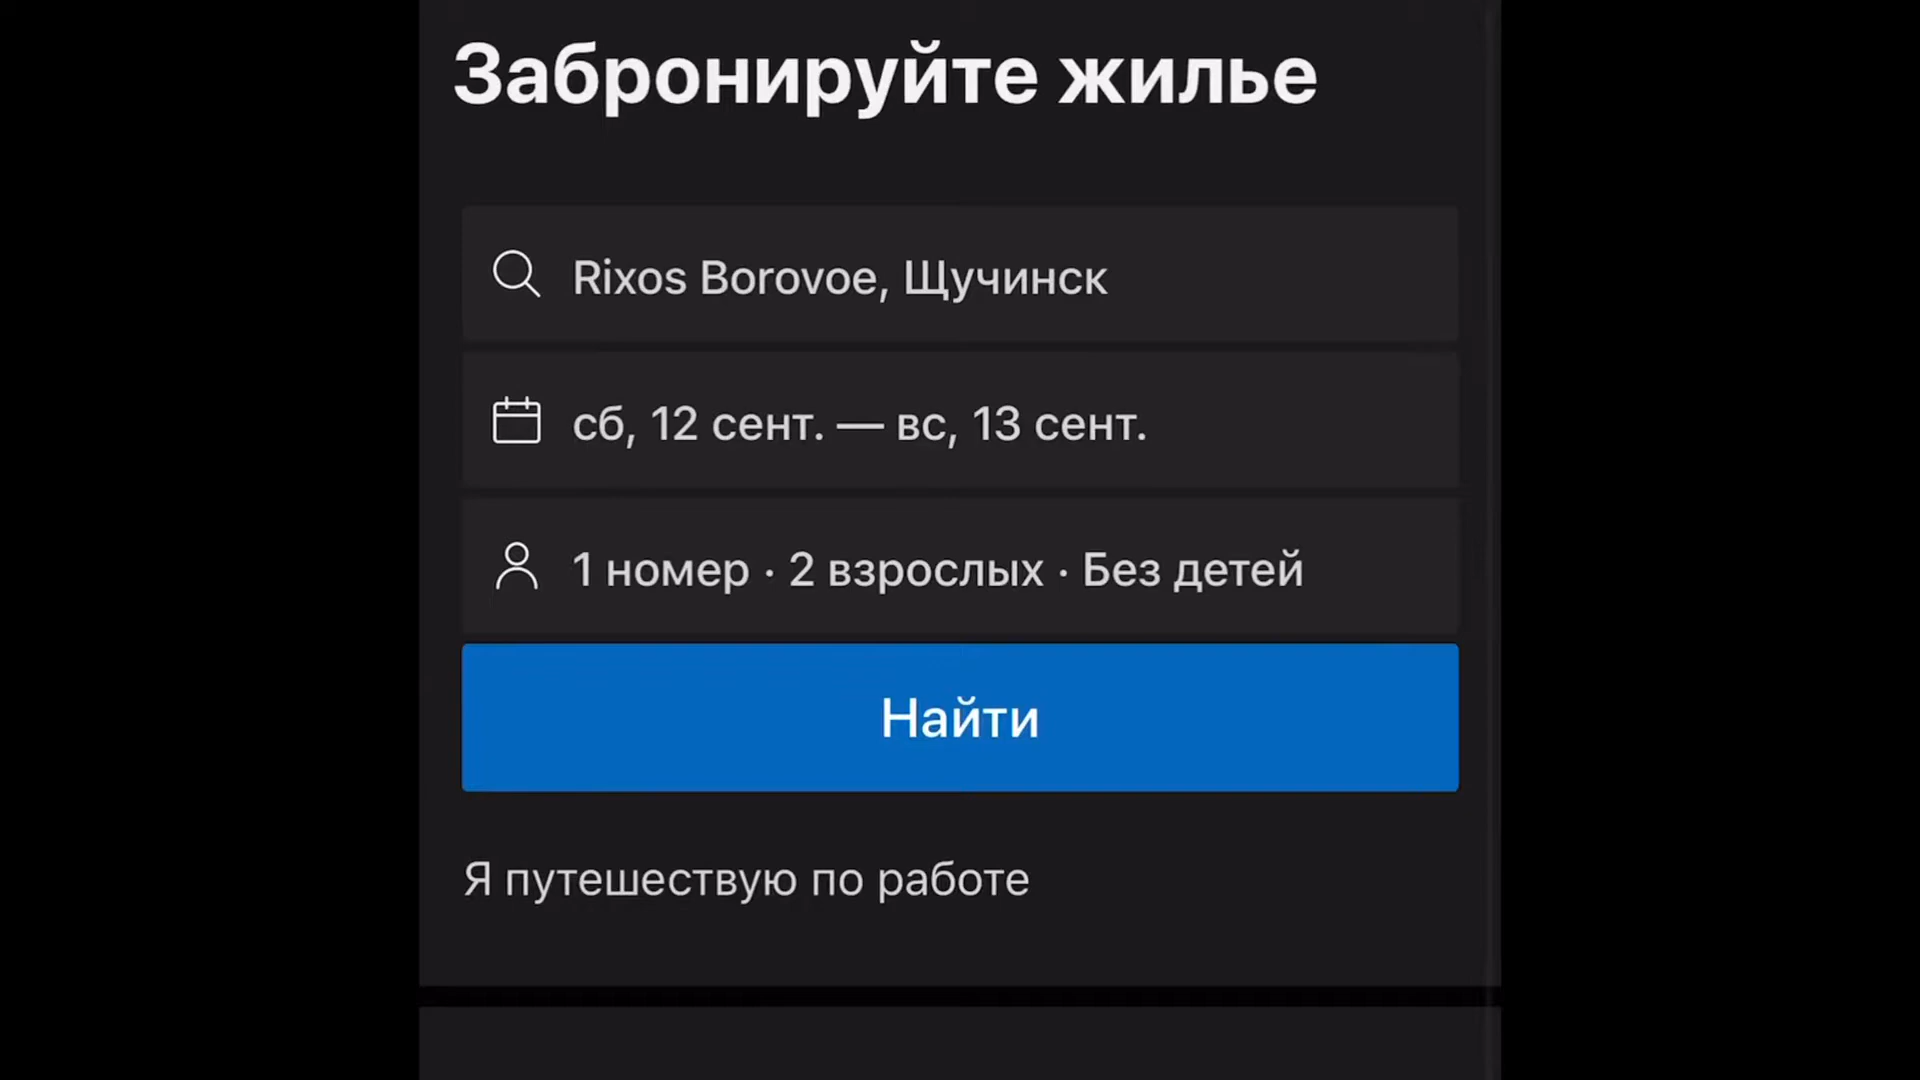 Забронируйте жилье
Rixos Borovoe, Щучинск
сб, 12 сент. — вс, 13 сент.
1 номер · 2 взрослых · Без детей
Найти
Я путешествую по работе